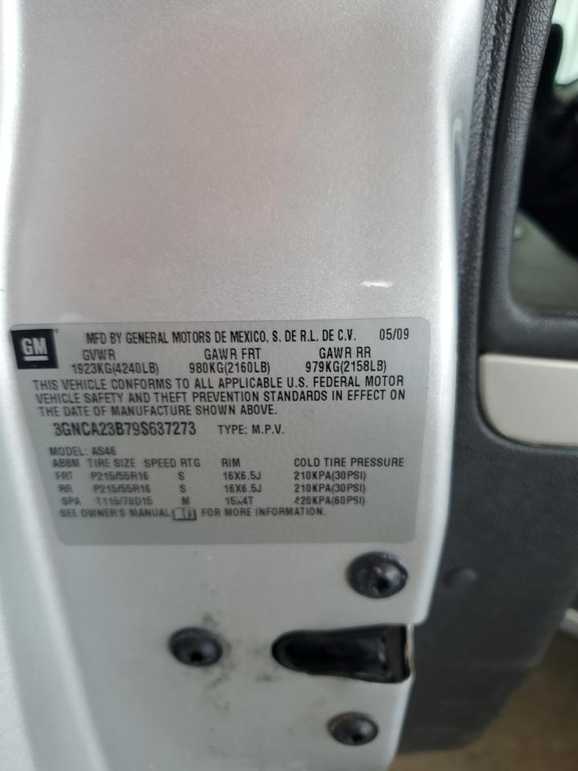 GM
MFD BY GENERAL MOTORS DE MEXICO, S. DE R.L. DE C.V. 05/09
GVWR GAWR FRT GAWR RR
1923KG(4240LB) 980KG(2160LB) 979KG(2158LB)
THIS VEHICLE CONFORMS TO ALL APPLICABLE U.S. FEDERAL MOTOR
VEHICLE SAFETY AND THEFT PREVENTION STANDARDS IN EFFECT ON
THE DATE OF MANUFACTURE SHOWN ABOVE.
3GNCA23B79S637273 TYPE: M.P.V.
MODEL: AS46
ABBM TIRE SIZE SPEED RTG RIM COLD TIRE PRESSURE
FRT P215/55R16 S 16X6.5J 210KPA(30PSI)
RR P215/55R16 S 16X6.5J 210KPA(30PSI)
SPA T115/70D15 M 15X4T 420KPA(60PSI)
SEE OWNER'S MANUAL FOR MORE INFORMATION.